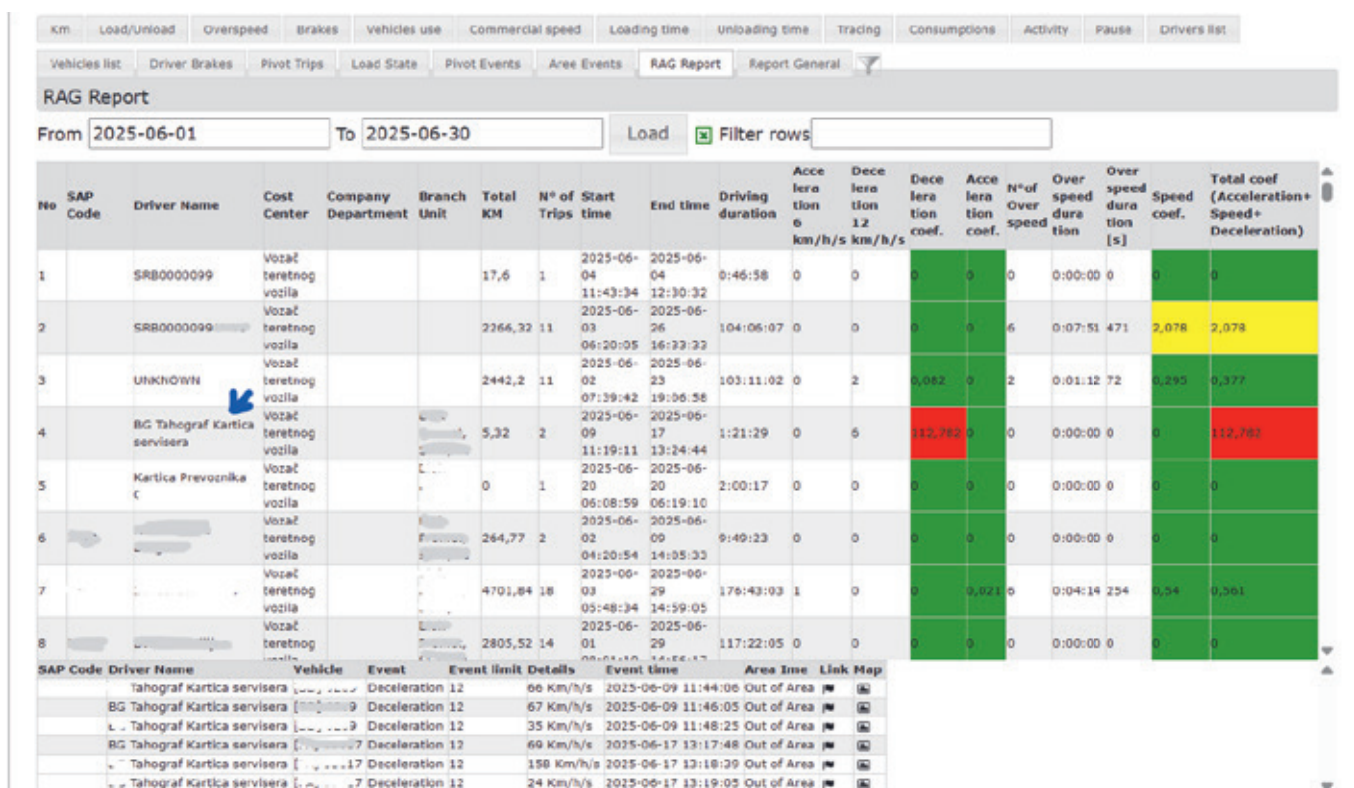 Km Load/Unload Overspeed Brakes Vehicles use Commercial speed Loading time Unloading time Tracing Consumptions Activity Pause Drivers list
Vehicles list Driver Brakes Pivot Trips Load State Pivot Events Aree Events RAG Report Report General
RAG Report
From 2025-06-01 To 2025-06-30 Load Filter rows
No SAP Code Driver Name Cost Center Company Department Branch Unit Total KM N° of Trips Start time End time Driving duration Acce lera tion 6 km/h/s Dece lera tion 12 km/h/s Dece lera tion coef. Acce lera tion coef. N°of Over speed Over speed dura tion Over speed dura tion [s] Speed coef. Total coef (Acceleration+ Speed+ Deceleration)
1 SRB0000099 Vozač teretnog vozila 17,6 1 2025-06-04 11:43:34 2025-06-04 12:30:32 0:46:58 0 0 0 0 0 0:00:00 0 0 0
2 SRB0000099 Vozač teretnog vozila 2266,32 11 2025-06-03 06:20:05 2025-06-26 16:33:33 104:06:07 0 0 0 0 6 0:07:51 471 2,078 2,078
3 UNKNOWN Vozač teretnog vozila 2442,2 11 2025-06-02 07:39:42 2025-06-23 19:06:58 103:11:02 0 2 0,082 0 2 0:01:12 72 0,295 0,377
4 BG Tahograf Kartica servisera Vozač teretnog vozila 5,32 2 2025-06-09 11:19:11 2025-06-17 13:24:44 1:21:29 0 6 112,782 0 0 0:00:00 0 0 112,782
5 Kartica Prevoznika Vozač teretnog vozila 0 1 2025-06-20 06:08:59 2025-06-20 06:19:10 2:00:17 0 0 0 0 0 0:00:00 0 0 0
6 Vozač teretnog vozila 264,77 2 2025-06-02 04:20:54 2025-06-09 14:05:33 9:49:23 0 0 0 0 0 0:00:00 0 0 0
7 Vozač teretnog vozila 4701,84 18 2025-06-03 05:48:34 2025-06-29 14:59:05 176:43:03 1 0 0 0,021 6 0:04:14 254 0,54 0,561
8 Vozač teretnog 2805,52 14 2025-06-01 2025-06-29 117:22:05 0 0 0 0 0 0:00:00 0 0 0
SAP Code Driver Name Vehicle Event Event limit Details Event time Area Ime Link Map
Tahograf Kartica servisera Deceleration 12 66 Km/h/s 2025-06-09 11:44:06 Out of Area
BG Tahograf Kartica servisera 9 Deceleration 12 67 Km/h/s 2025-06-09 11:46:05 Out of Area
Tahograf Kartica servisera 9 Deceleration 12 35 Km/h/s 2025-06-09 11:48:25 Out of Area
BG Tahograf Kartica servisera 7 Deceleration 12 69 Km/h/s 2025-06-17 13:17:48 Out of Area
Tahograf Kartica servisera 17 Deceleration 12 158 Km/h/s 2025-06-17 13:18:39 Out of Area
Tahograf Kartica servisera 7 Deceleration 12 24 Km/h/s 2025-06-17 13:19:05 Out of Area